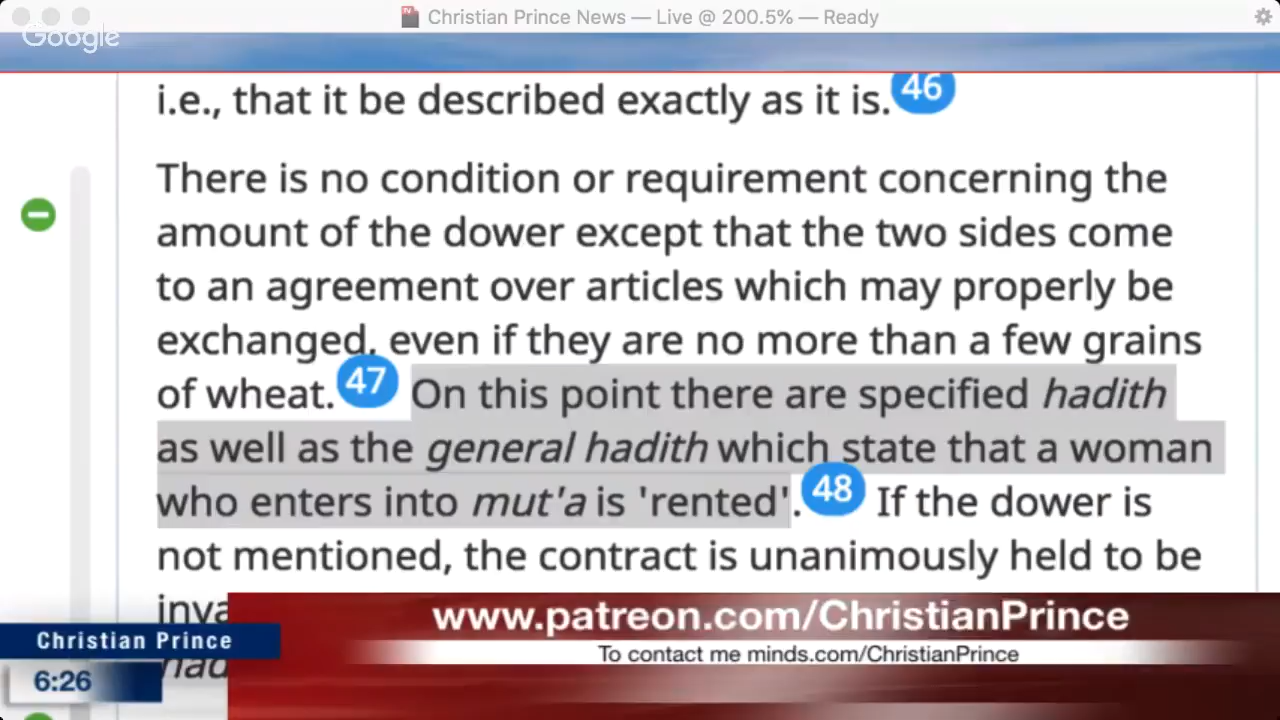 Christian Prince News — Live @ 200.5% — Ready
Google
i.e., that it be described exactly as it is. 46
There is no condition or requirement concerning the
amount of the dower except that the two sides come
to an agreement over articles which may properly be
exchanged, even if they are no more than a few grains
of wheat. 47 On this point there are specified hadith
as well as the general hadith which state that a woman
who enters into mut'a is 'rented'. 48 If the dower is
not mentioned, the contract is unanimously held to be
www.patreon.com/ChristianPrince
Christian Prince
To contact me minds.com/ChristianPrince
6:26